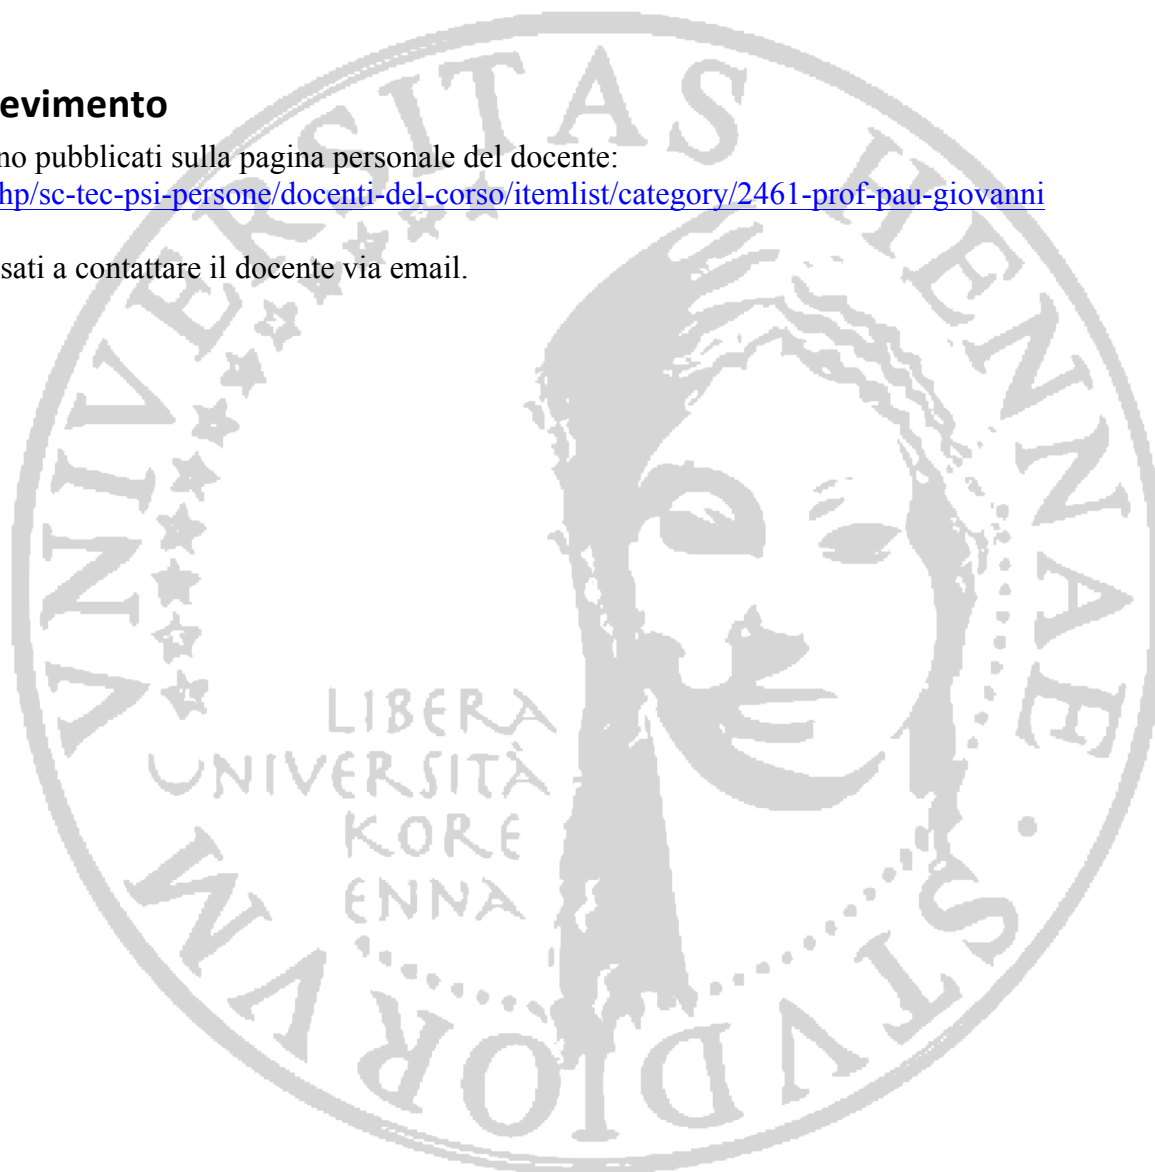 evimento
no pubblicati sulla pagina personale del docente:
hp/sc-tec-psi-persone/docenti-del-corso/itemlist/category/2461-prof-pau-giovanni
sati a contattare il docente via email.
VNIVERSITAS HENNAE · STVDIORVM
LIBERA
UNIVERSITÀ
KORE
ENNA